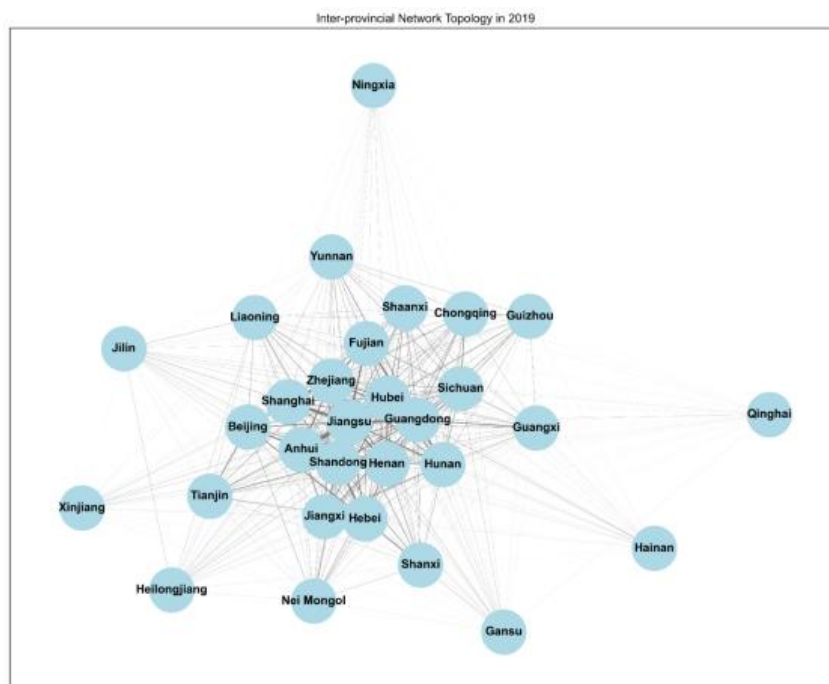 Inter-provincial Network Topology in 2019
Ningxia
Yunnan
Shaanxi
Chongqing
Guizhou
Liaoning
Fujian
Jilin
Zhejiang
Sichuan
Shanghai
Hubei
Qinghai
Jiangsu
Guangdong
Beijing
Guangxi
Anhui
Shandong
Henan
Hunan
Tianjin
Xinjiang
Jiangxi
Hebei
Hainan
Shanxi
Heilongjiang
Nei Mongol
Gansu